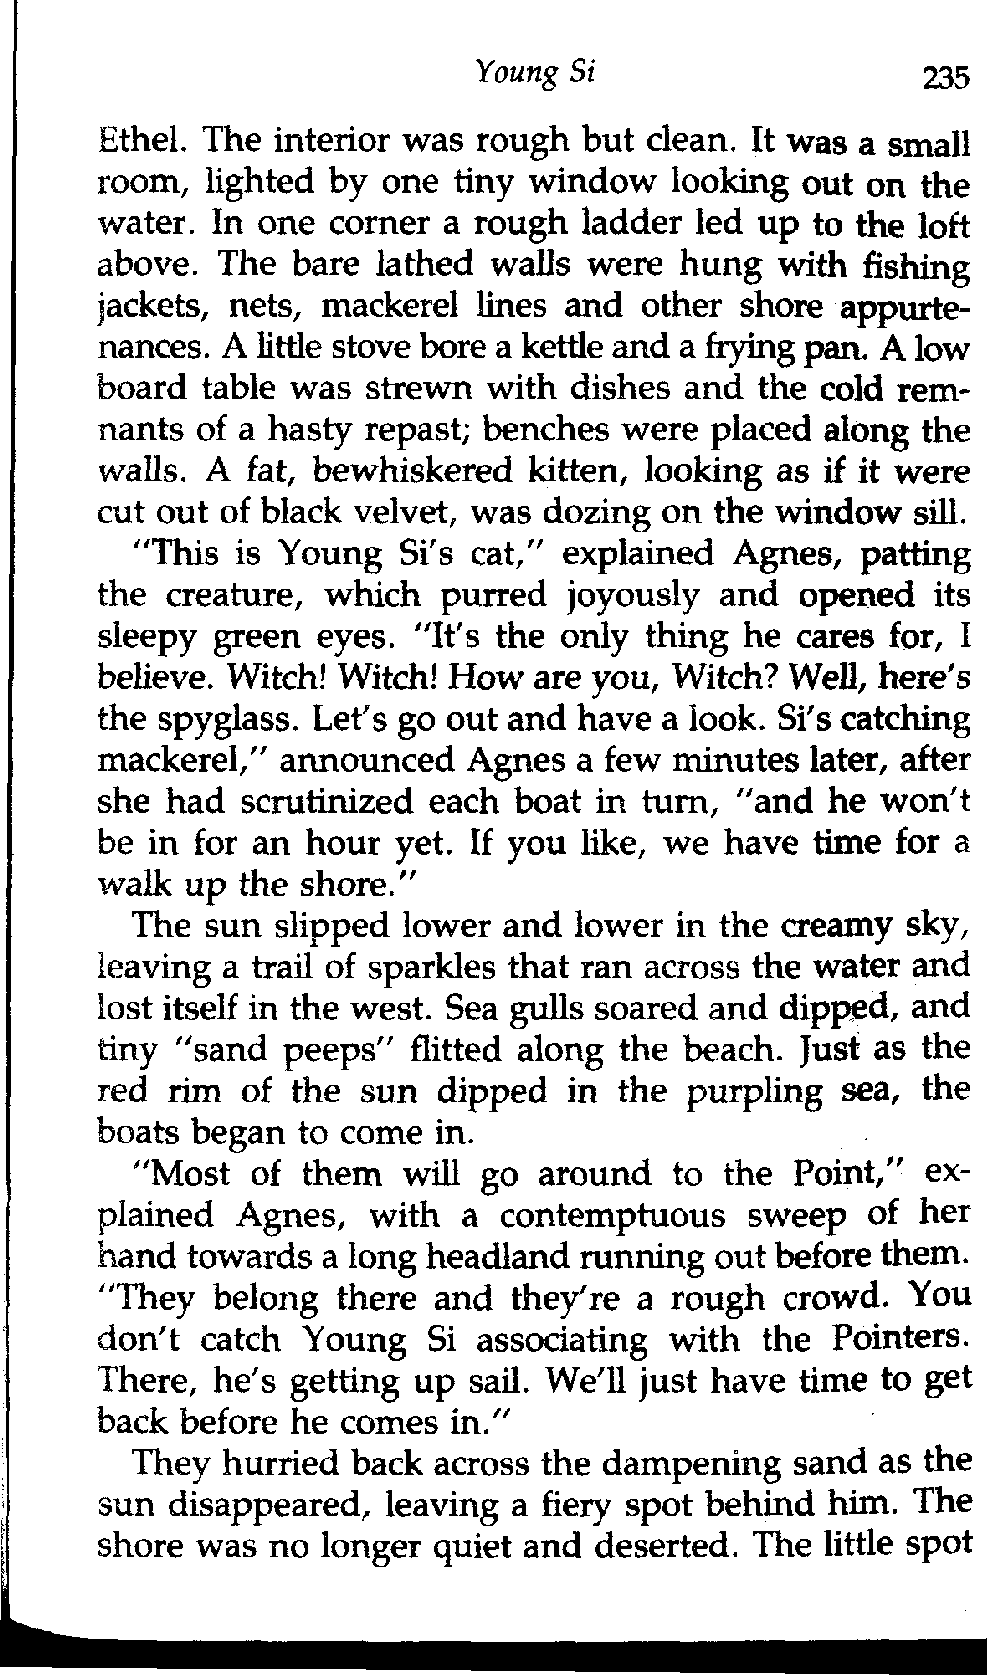 Young Si 235
Ethel. The interior was rough but clean. It was a small
room, lighted by one tiny window looking out on the
water. In one corner a rough ladder led up to the loft
above. The bare lathed walls were hung with fishing
jackets, nets, mackerel lines and other shore appurte-
nances. A little stove bore a kettle and a frying pan. A low
board table was strewn with dishes and the cold rem-
nants of a hasty repast; benches were placed along the
walls. A fat, bewhiskered kitten, looking as if it were
cut out of black velvet, was dozing on the window sill.
"This is Young Si's cat," explained Agnes, patting
the creature, which purred joyously and opened its
sleepy green eyes. "It's the only thing he cares for, I
believe. Witch! Witch! How are you, Witch? Well, here's
the spyglass. Let's go out and have a look. Si's catching
mackerel," announced Agnes a few minutes later, after
she had scrutinized each boat in turn, "and he won't
be in for an hour yet. If you like, we have time for a
walk up the shore."
The sun slipped lower and lower in the creamy sky,
leaving a trail of sparkles that ran across the water and
lost itself in the west. Sea gulls soared and dipped, and
tiny "sand peeps" flitted along the beach. Just as the
red rim of the sun dipped in the purpling sea, the
boats began to come in.
"Most of them will go around to the Point," ex-
plained Agnes, with a contemptuous sweep of her
hand towards a long headland running out before them.
"They belong there and they're a rough crowd. You
don't catch Young Si associating with the Pointers.
There, he's getting up sail. We'll just have time to get
back before he comes in."
They hurried back across the dampening sand as the
sun disappeared, leaving a fiery spot behind him. The
shore was no longer quiet and deserted. The little spot